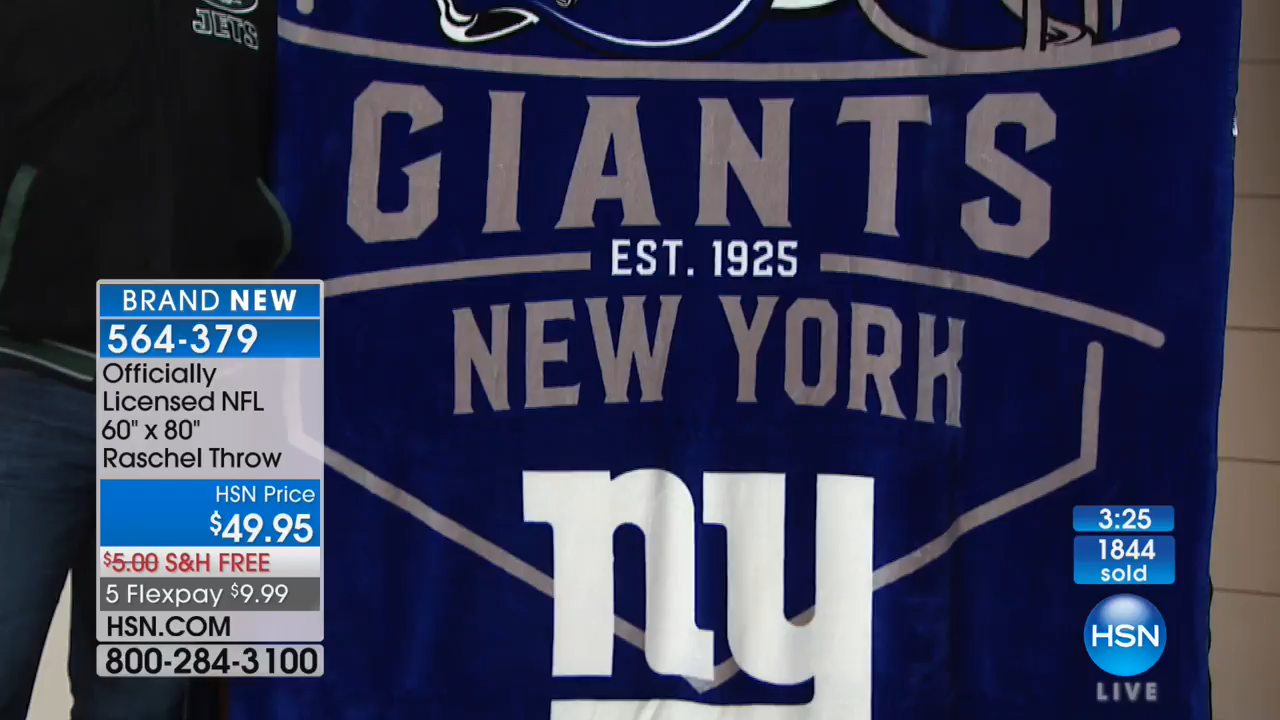 JETS
GIANTS
EST. 1925
NEW YORK
ny
BRAND NEW
564-379
Officially
Licensed NFL
60" x 80"
Raschel Throw
HSN Price
$49.95
$5.00 S&H FREE
5 Flexpay $9.99
HSN.COM
800-284-3100
3:25
1844
sold
HSN
LIVE